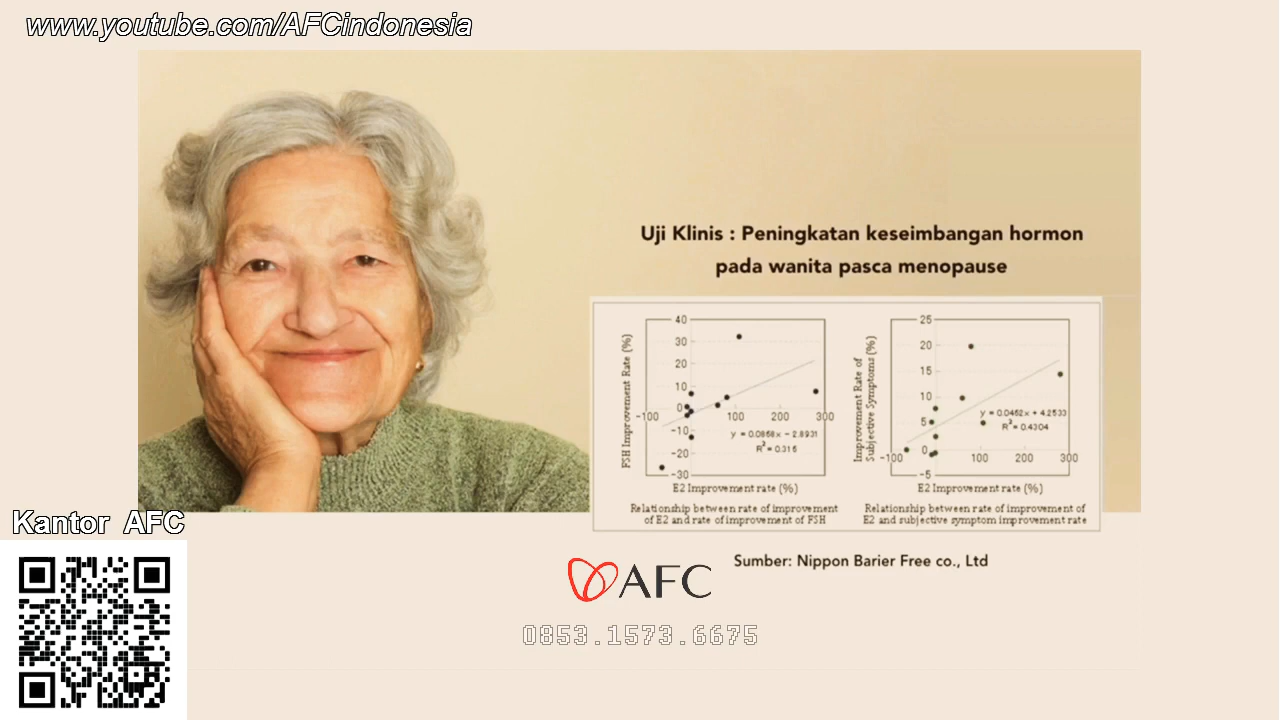 www.youtube.com/AFCindonesia
Uji Klinis : Peningkatan keseimbangan hormon
pada wanita pasca menopause
40
30
20
10
0
-10
-20
-30
-100
100
200
300
FSH Improvement Rate (%)
y = 0.0868x - 2.8931
R²= 0.316
E2 Improvement rate (%)
Relationship between rate of improvement
of E2 and rate of improvement of FSH
25
20
15
10
5
0
-5
-100
100
200
300
Improvement Rate of
Subjective Symptoms (%)
y = 0.0462x + 4.2533
R²= 0.4304
E2 Improvement rate (%)
Relationship between rate of improvement of
E2 and subjective symptom improvement rate
Kantor AFC
Sumber: Nippon Barier Free co., Ltd
AFC
0853.1573.6675